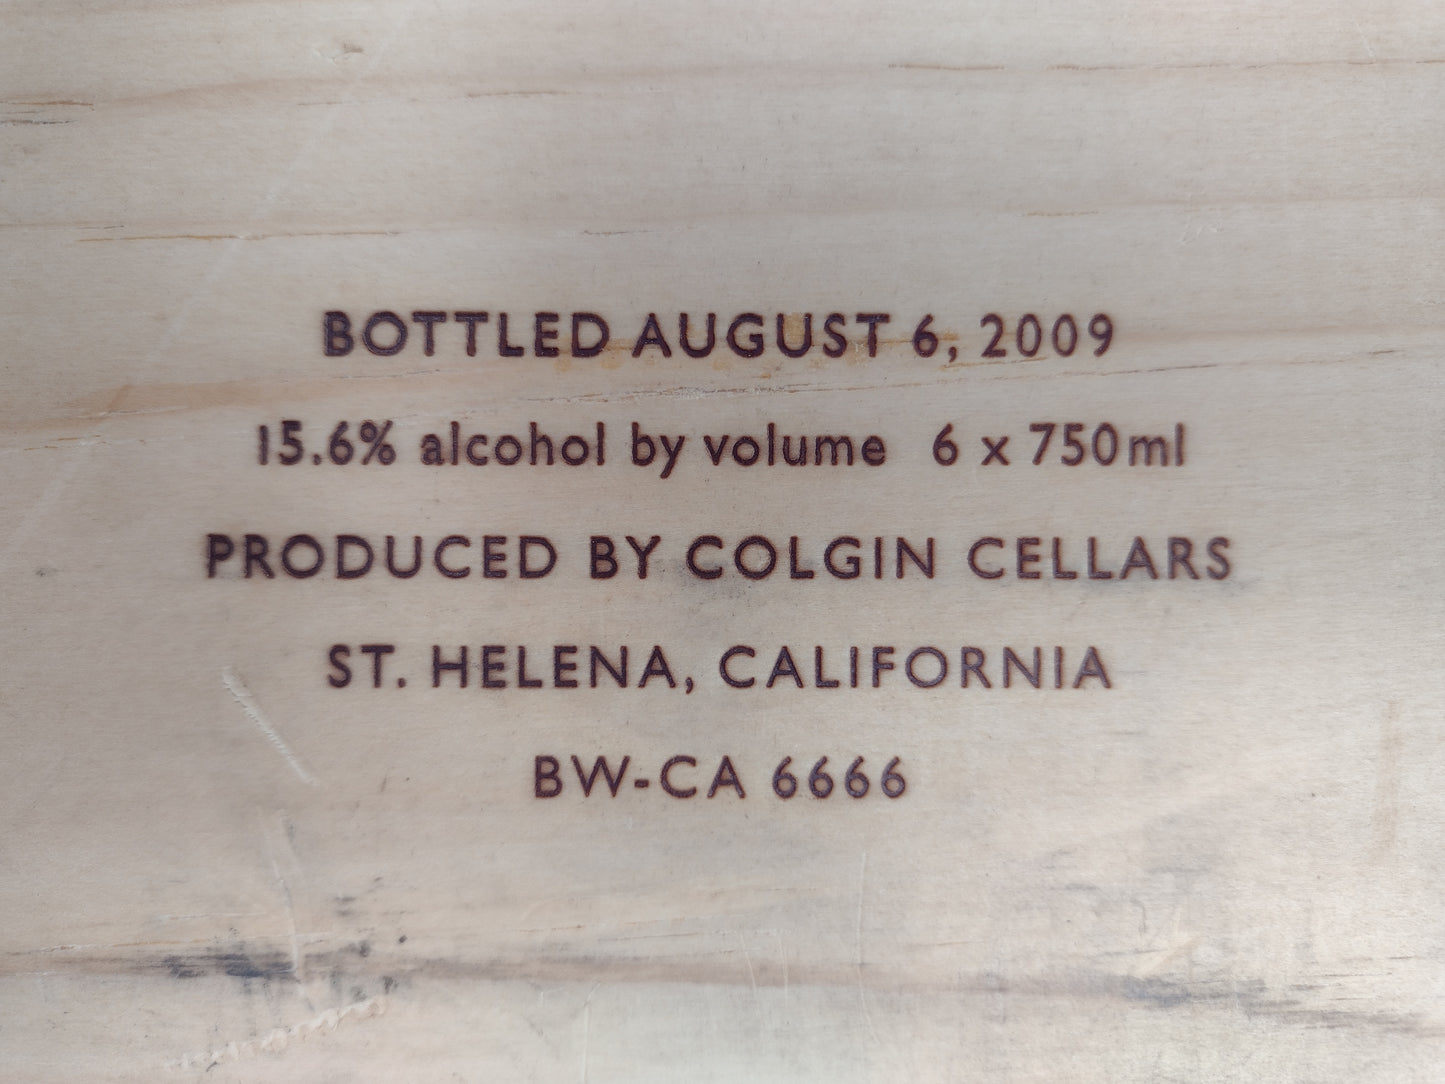 BOTTLED AUGUST 6, 2009
15.6% alcohol by volume 6 x 750ml
PRODUCED BY COLGIN CELLARS
ST. HELENA, CALIFORNIA
BW-CA 6666